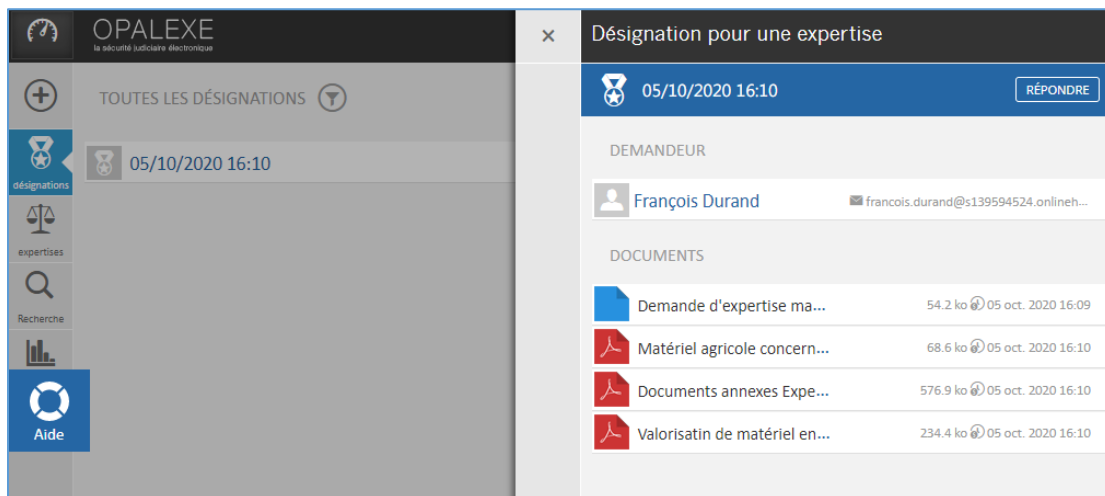 OPALEXE
la sécurité judiciaire électronique
×
Désignation pour une expertise
TOUTES LES DÉSIGNATIONS
05/10/2020 16:10
RÉPONDRE
désignations
05/10/2020 16:10
DEMANDEUR
François Durand
francois.durand@s139594524.onlineh...
expertises
DOCUMENTS
Demande d'expertise ma... 54.2 ko 05 oct. 2020 16:09
Recherche
Matériel agricole concern... 68.6 ko 05 oct. 2020 16:10
Documents annexes Expe... 576.9 ko 05 oct. 2020 16:10
Aide
Valorisatin de matériel en... 234.4 ko 05 oct. 2020 16:10